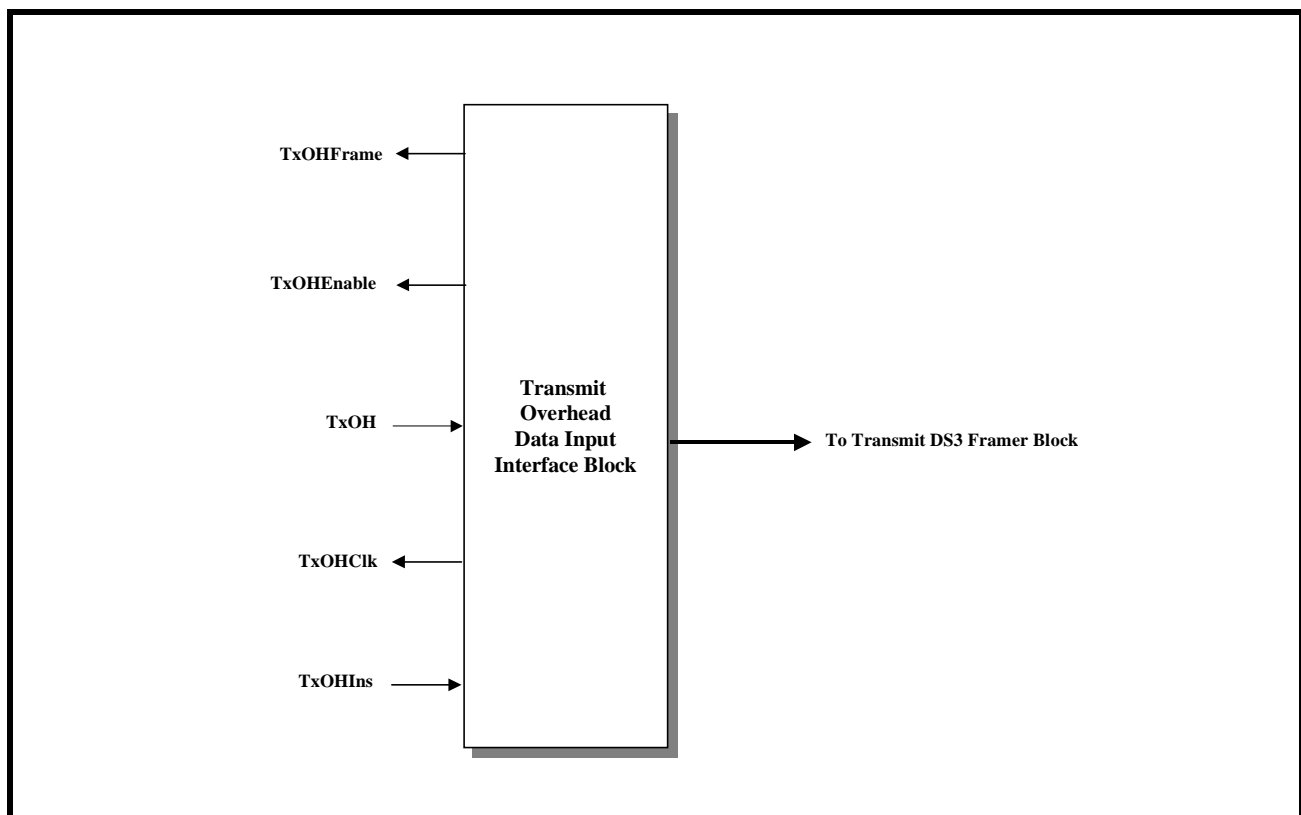 TxOHFrame
TxOHEnable
TxOH
TxOHClk
TxOHIns
Transmit
Overhead
Data Input
Interface Block
To Transmit DS3 Framer Block